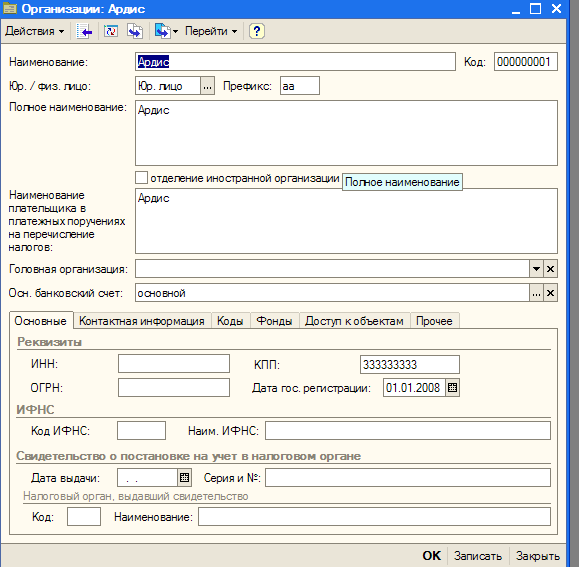 Организации: Ардис
Действия Перейти ?
Наименование: Ардис Код: 000000001
Юр. / физ. лицо: Юр. лицо ... Префикс: аа
Полное наименование: Ардис
отделение иностранной организации
Полное наименование
Наименование плательщика в платежных поручениях на перечисление налогов: Ардис
Головная организация:
Осн. банковский счет: основной ...
Основные Контактная информация Коды Фонды Доступ к объектам Прочее
Реквизиты
ИНН: КПП: 333333333
ОГРН: Дата гос. регистрации: 01.01.2008
ИФНС
Код ИФНС: Наим. ИФНС:
Свидетельство о постановке на учет в налоговом органе
Дата выдачи: . . Серия и №:
Налоговый орган, выдавший свидетельство
Код: Наименование:
OK Записать Закрыть